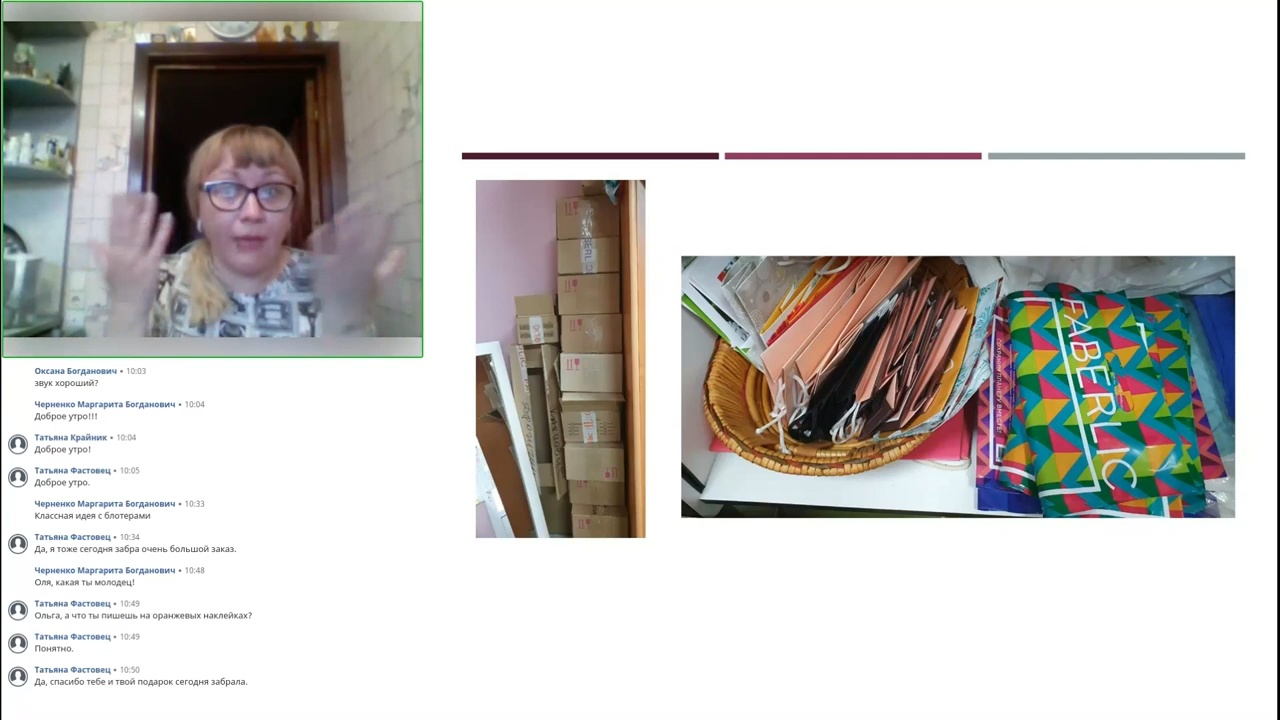 Оксана Богданович • 10:03
звук хороший?
Черненко Маргарита Богданович • 10:04
Доброе утро!!!
Татьяна Крайник • 10:04
Доброе утро!
Татьяна Фастовец • 10:05
Доброе утро.
Черненко Маргарита Богданович • 10:33
Классная идея с блотерами
Татьяна Фастовец • 10:34
Да, я тоже сегодня забра очень большой заказ.
Черненко Маргарита Богданович • 10:48
Оля, какая ты молодец!
Татьяна Фастовец • 10:49
Ольга, а что ты пишешь на оранжевых наклейках?
Татьяна Фастовец • 10:49
Понятно.
Татьяна Фастовец • 10:50
Да, спасибо тебе и твой подарок сегодня забрала.
FABERLIC